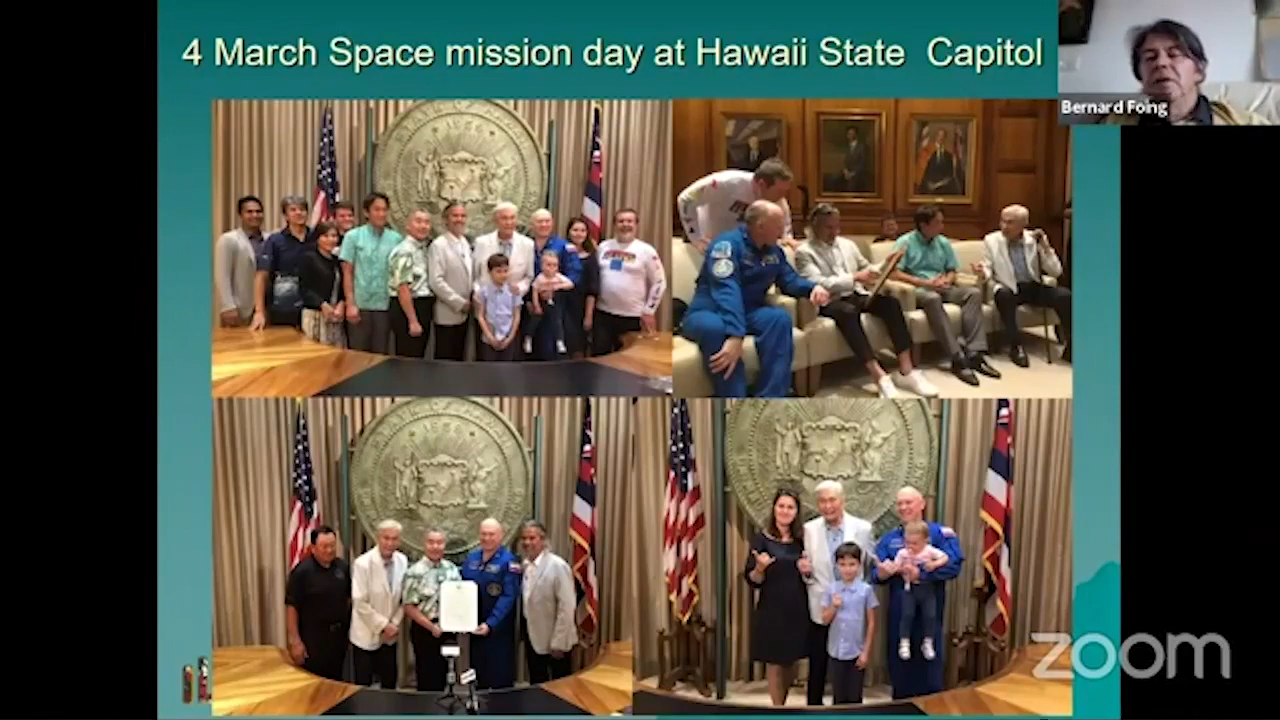 4 March Space mission day at Hawaii State Capitol
Bernard Foing
zoom